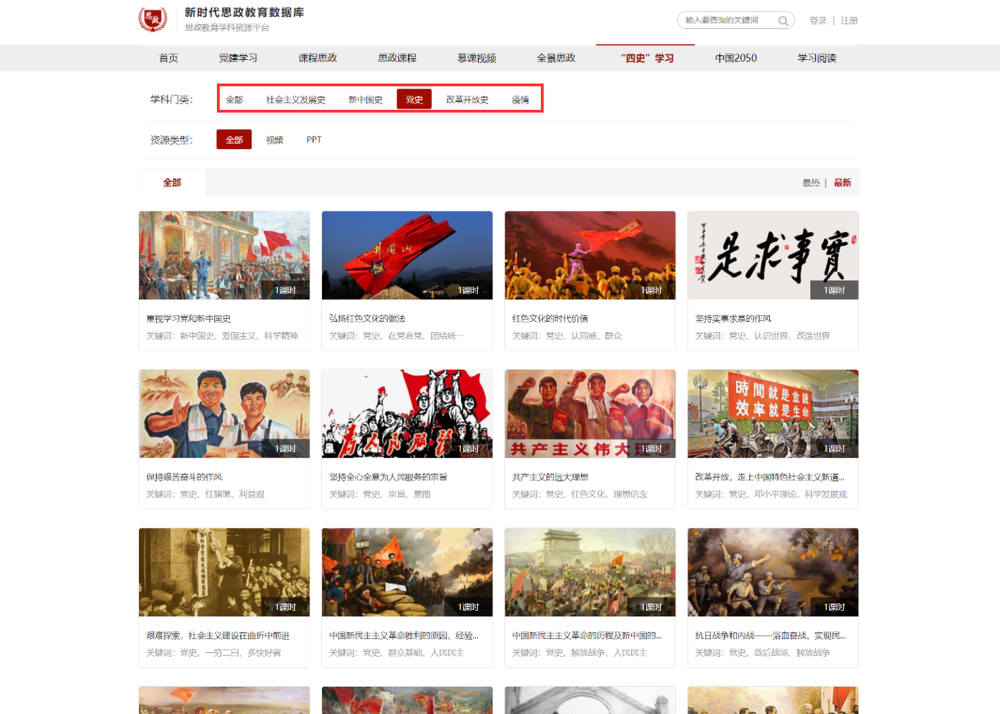 新时代思政教育数据库
思政教育学科资源平台
输入要查询的关键词
登录 | 注册
首页 党建学习 课程思政 思政课程 慕课视频 全景思政 “四史”学习 中国2050 学习阅读
学科门类: 全部 社会主义发展史 新中国史 党史 改革开放史 疫情
资源类型: 全部 视频 PPT
全部 最热 | 最新
井冈山
是求事實
1课时 1课时 1课时 1课时
重视学习党和新中国史
关键词: 新中国史、爱国主义、科学精神
弘扬红色文化的做法
关键词: 党史、在党言党、团结统一
红色文化的时代价值
关键词: 党史、认同感、群众
坚持实事求是的作风
关键词: 党史、认识世界、改造世界
為人民服務
共产主义伟大
時間就是金錢
效率就是生命
1课时 1课时 1课时 1课时
保持艰苦奋斗的作风
关键词: 党史、红旗渠、利益观
坚持全心全意为人民服务的宗旨
关键词: 党史、宗旨、意图
共产主义的远大理想
关键词: 党史、红色文化、理想信念
改革开放，走上中国特色社会主义新道...
关键词: 党史、邓小平理论、科学发展观
1课时 1课时 1课时 1课时
艰难探索，社会主义建设在曲折中前进
关键词: 党史、一穷二白、多快好省
中国新民主主义革命胜利的原因、经验...
关键词: 党史、群众基础、人民民主
中国新民主主义革命的历程及新中国的...
关键词: 党史、解放战争、人民民主
抗日战争和内战——浴血奋战，实现民...
关键词: 党史、敌后战场、解放战争